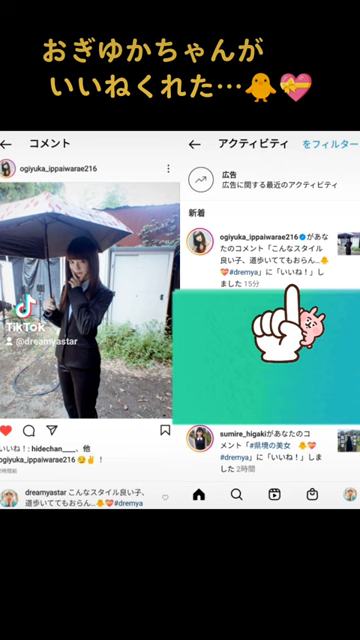 おぎゆかちゃんが
いいねくれた…🐥💝
コメント
ogiyuka_ippaiwarae216
TikTok
@dreamyastar
いいね！: hidechan____、他
ogiyuka_ippaiwarae216 😏✌️！
dreamyastar こんなスタイル良い子、
道歩いててもおらん…🐥💝#dremya
アクティビティ
をフィルター
広告
広告に関する最近のアクティビティ
新着
ogiyuka_ippaiwarae216があな
たのコメント「こんなスタイル
良い子、道歩いててもおらん…🐥
💝#dremya」に「いいね！」し
ました 15分
sumire_higakiがあなたのコ
メント「#県境の美女 🐥💝
#dremya」に「いいね！」しま
した 2時間